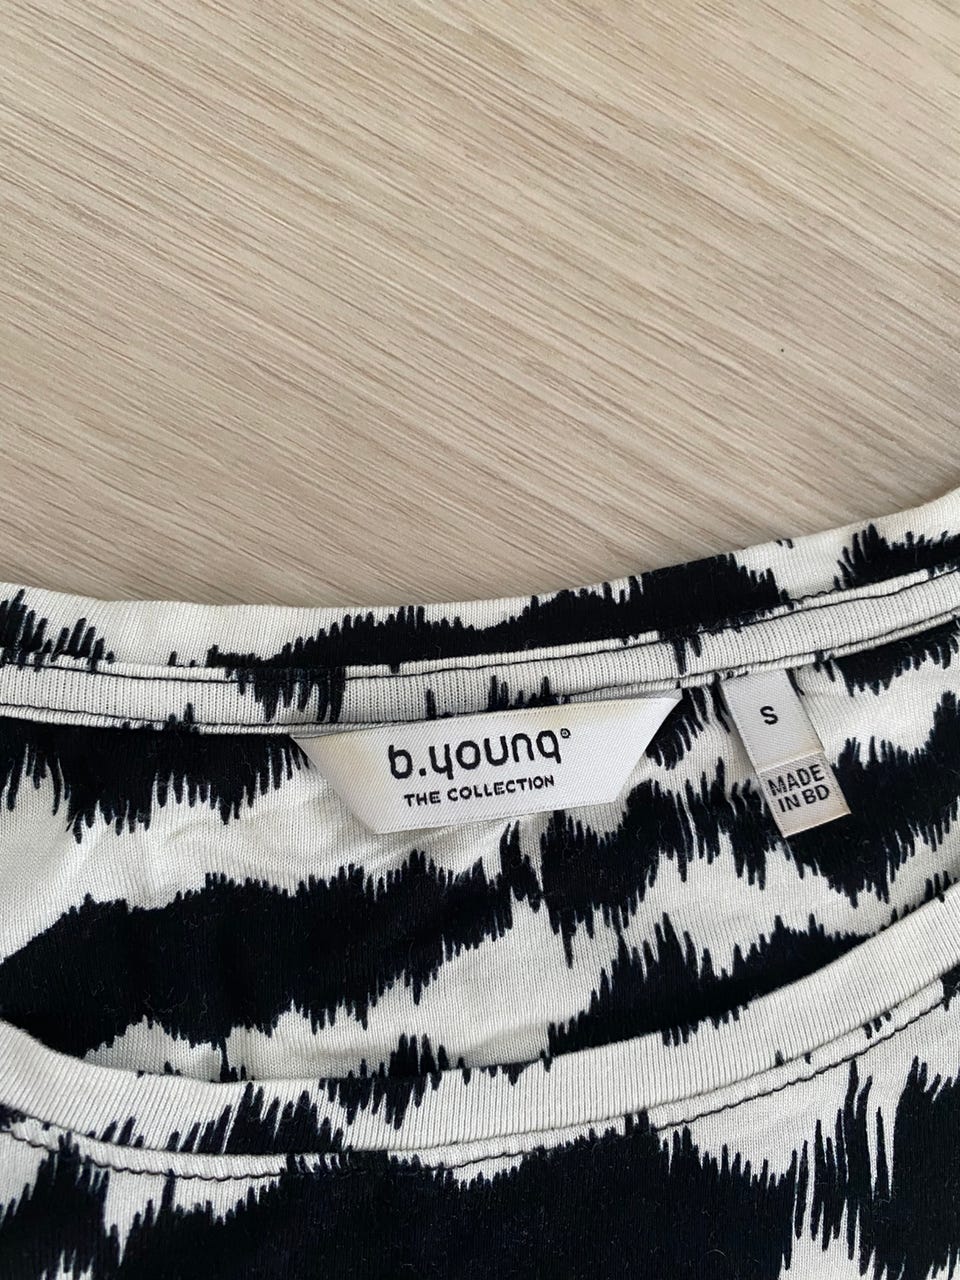 b.young®
THE COLLECTION
S
MADE
IN BD